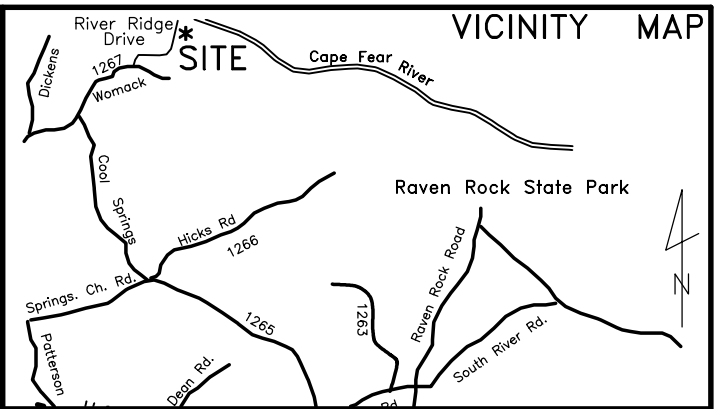 VICINITY MAP
River Ridge
Drive
*
SITE
Dickens
1267
Womack
Cape Fear River
Cool
Springs
Raven Rock State Park
Hicks Rd
1266
Springs. Ch. Rd.
1265
1263
Raven Rock Road
South River Rd.
N
Patterson
Dean Rd.
Rd